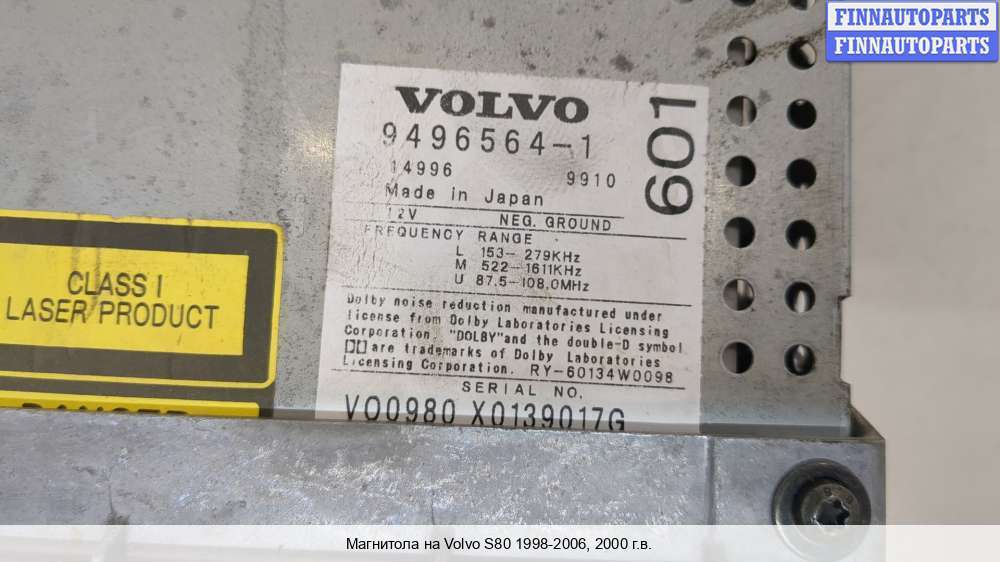 FINNAUTOPARTS
FINNAUTOPARTS
VOLVO
9496564-1
14996 9910
601
Made in Japan
12V NEG. GROUND
FREQUENCY RANGE
L 153-279KHz
M 522-1611KHz
U 87.5-108.0MHz
Dolby noise reduction manufactured under
license from Dolby Laboratories Licensing
Corporation. "DOLBY"and the double-D symbol
are trademarks of Dolby Laboratories
Licensing Corporation. RY-60134W0098
SERIAL NO.
VO0980 X0139017G
CLASS I
LASER PRODUCT
DANGER
Магнитола на Volvo S80 1998-2006, 2000 г.в.